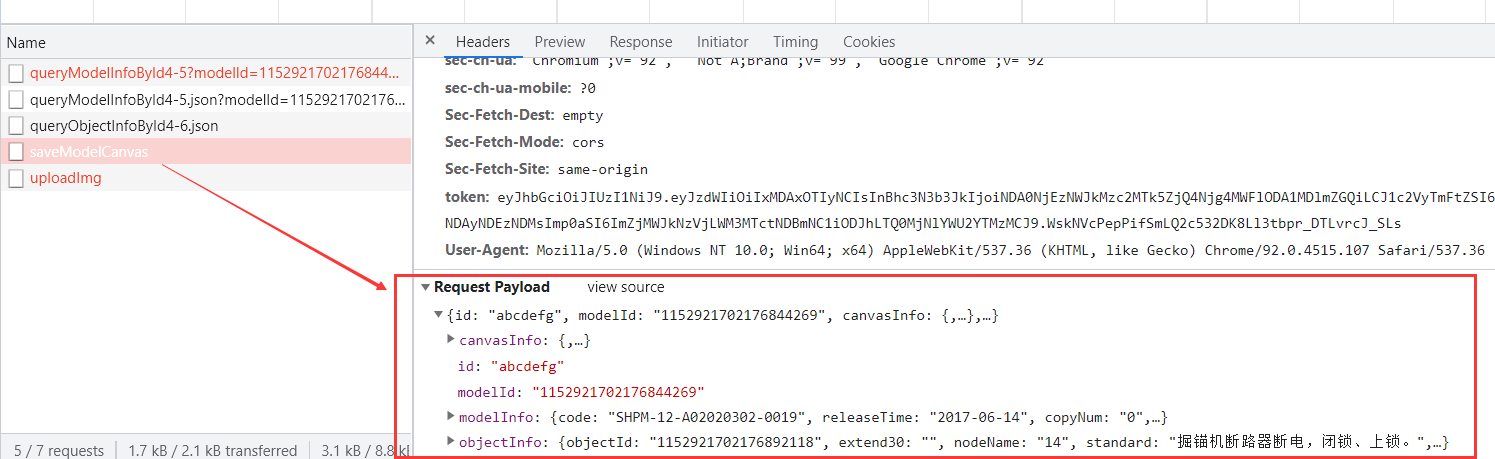 Name
queryModelInfoById4-5?modelId=1152921702176844...
queryModelInfoById4-5.json?modelId=1152921702176...
queryObjectInfoById4-6.json
saveModelCanvas
uploadImg
5 / 7 requests
1.7 kB / 2.1 kB transferred
3.1 kB / 8.8 k
× Headers Preview Response Initiator Timing Cookies
sec-ch-ua: "Chromium";v="92", " Not A;Brand";v="99", "Google Chrome";v="92"
sec-ch-ua-mobile: ?0
Sec-Fetch-Dest: empty
Sec-Fetch-Mode: cors
Sec-Fetch-Site: same-origin
token: eyJhbGciOiJIUzI1NiJ9.eyJzdWIiOiIxMDAxOTIyNCIsInBhc3N3b3JkIjoiNDA0NjEzNWJkMzc2MTk5ZjQ4Njg4MWFlODA1MDlmZGQiLCJ1c2VyTmFtZSI6
NDAyNDEzNDMsImp0aSI6ImZjMWJkNzVjLWM3MTctNDBmNC1iODJhLTQ0MjNlYWU2YTMzMCJ9.WskNVcPepPifSmLQ2c532DK8Ll3tbpr_DTLvrcJ_SLs
User-Agent: Mozilla/5.0 (Windows NT 10.0; Win64; x64) AppleWebKit/537.36 (KHTML, like Gecko) Chrome/92.0.4515.107 Safari/537.36
Request Payload view source
{id: "abcdefg", modelId: "1152921702176844269", canvasInfo: {,…},…}
canvasInfo: {,…}
id: "abcdefg"
modelId: "1152921702176844269"
modelInfo: {code: "SHPM-12-A02020302-0019", releaseTime: "2017-06-14", copyNum: "0",…}
objectInfo: {objectId: "1152921702176892118", extend30: "", nodeName: "14", standard: "掘锚机断路器断电，闭锁、上锁。",…}